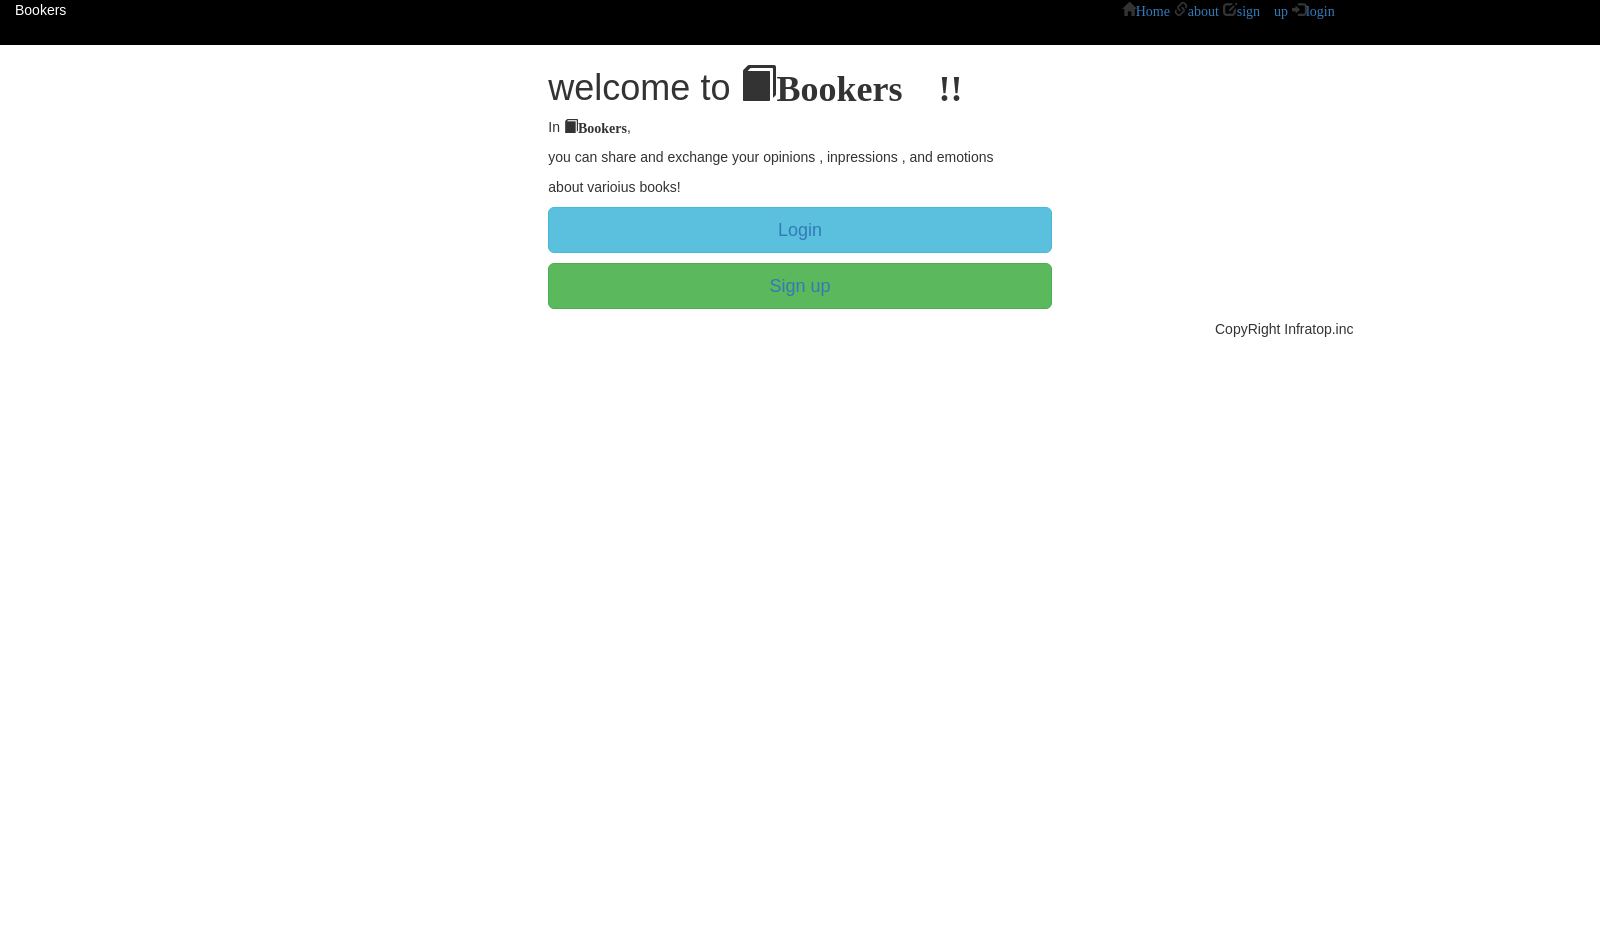 Bookers
Home about sign up login
welcome to Bookers !!
In Bookers,
you can share and exchange your opinions , inpressions , and emotions
about varioius books!
Login
Sign up
CopyRight Infratop.inc